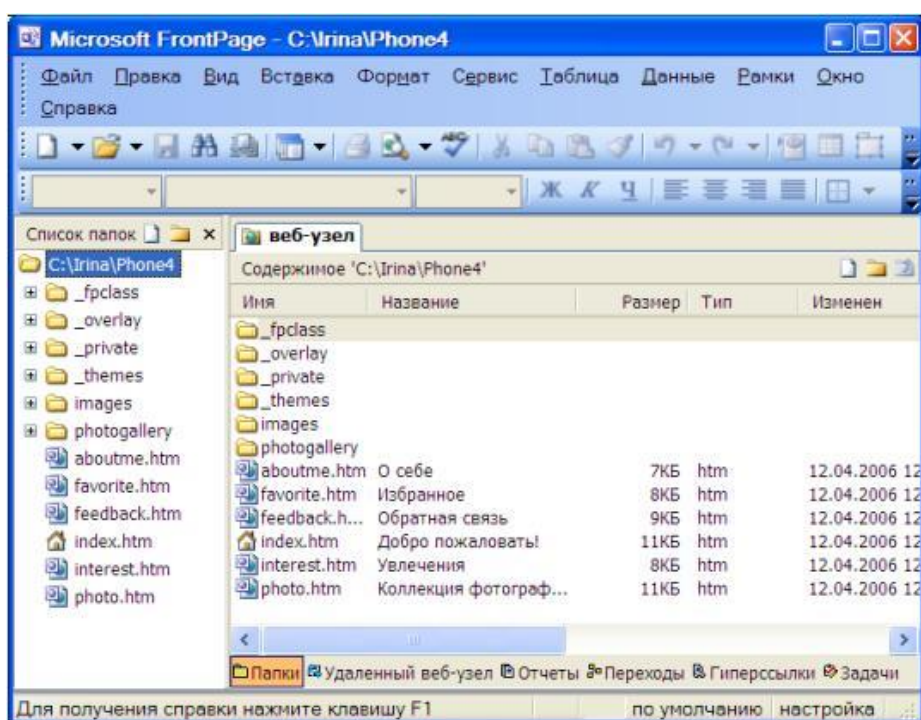 Microsoft FrontPage - C:\Irina\Phone4
Файл Правка Вид Вставка Формат Сервис Таблица Данные Рамки Окно
Справка
ABC
Ж К Ч
Список папок
веб-узел
C:\Irina\Phone4
Содержимое 'C:\Irina\Phone4'
_fpclass
_overlay
_private
_themes
images
photogallery
aboutme.htm
favorite.htm
feedback.htm
index.htm
interest.htm
photo.htm
Имя Название Размер Тип Изменен
_fpclass
_overlay
_private
_themes
images
photogallery
aboutme.htm О себе 7КБ htm 12.04.2006 12
favorite.htm Избранное 8КБ htm 12.04.2006 12
feedback.h... Обратная связь 9КБ htm 12.04.2006 12
index.htm Добро пожаловать! 11КБ htm 12.04.2006 12
interest.htm Увлечения 8КБ htm 12.04.2006 12
photo.htm Коллекция фотограф... 11КБ htm 12.04.2006 12
Папки Удаленный веб-узел Отчеты Переходы Гиперссылки Задачи
Для получения справки нажмите клавишу F1 по умолчанию настройка